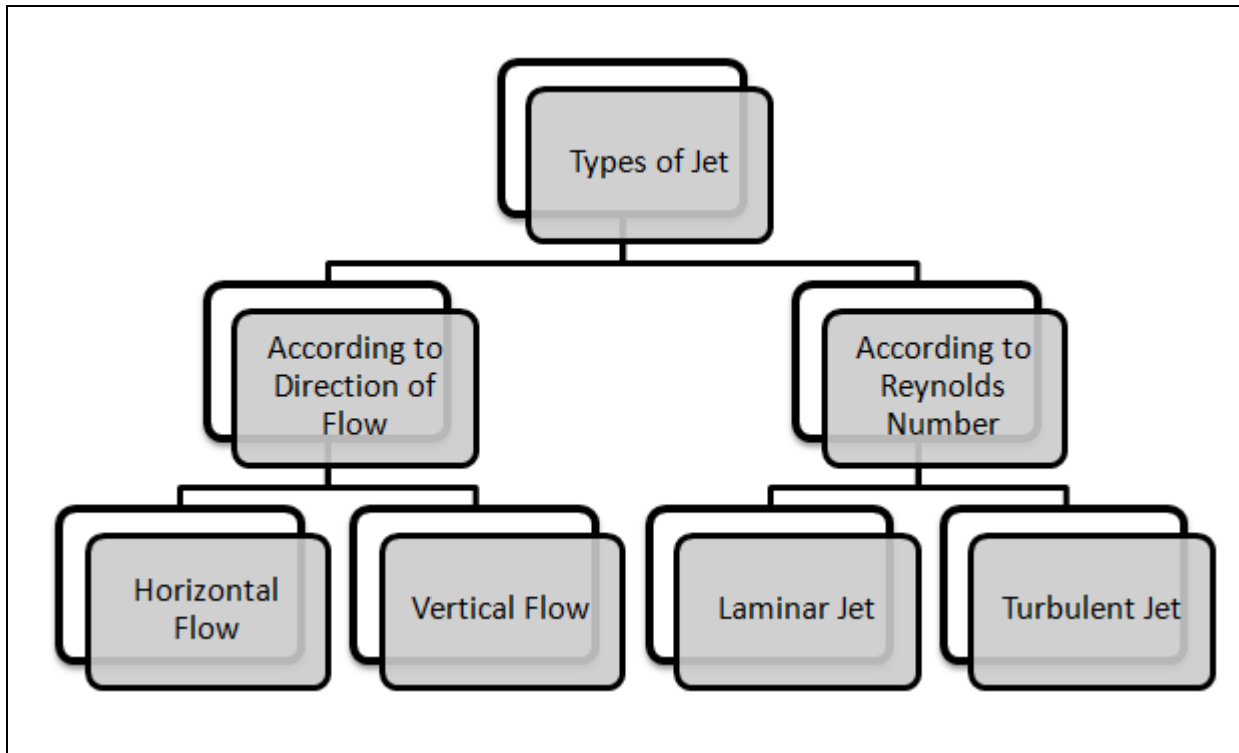 Types of Jet
According to
Direction of
Flow
According to
Reynolds
Number
Horizontal
Flow
Vertical Flow
Laminar Jet
Turbulent Jet